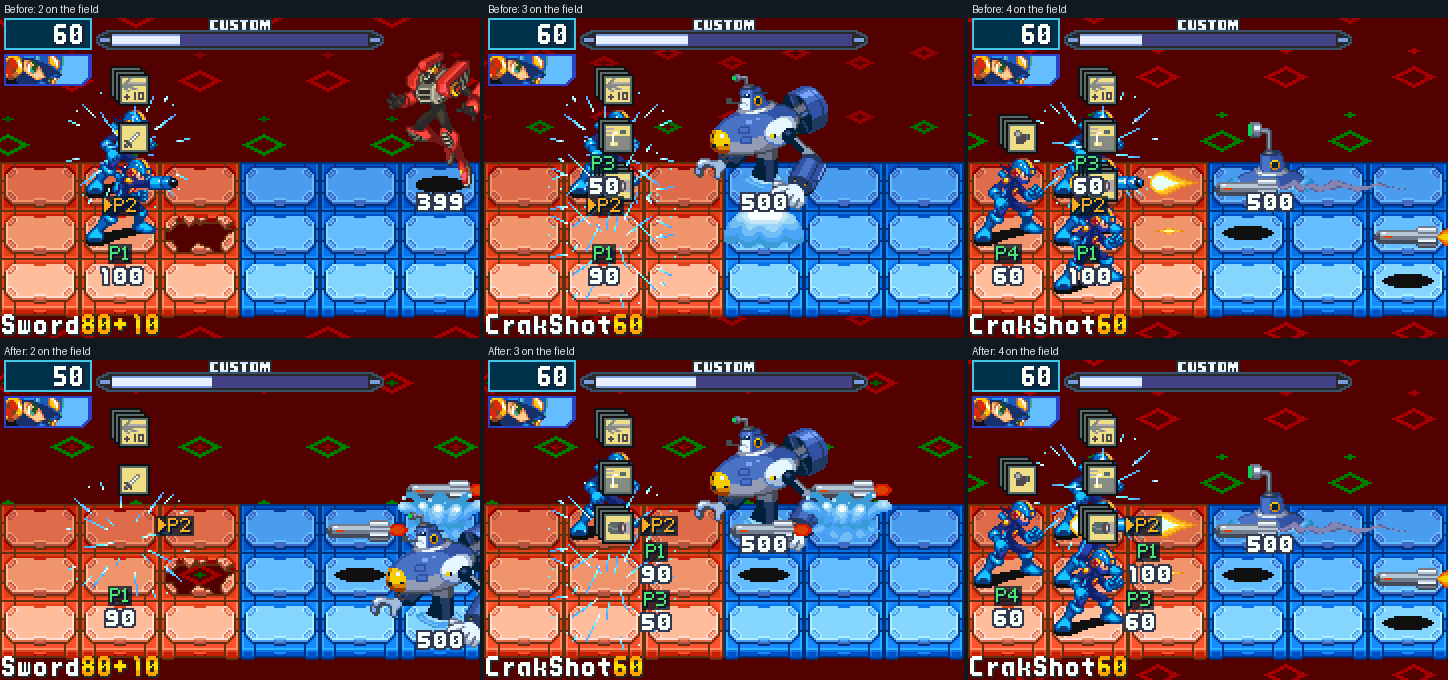 Before: 2 on the field
60
CUSTOM
+10
P2
399
P1
100
Sword80+10
Before: 3 on the field
60
CUSTOM
+10
P3
50
P2
500
P1
90
CrakShot60
Before: 4 on the field
60
CUSTOM
+10
P3
60
P2
500
P4
P1
60
100
CrakShot60
After: 2 on the field
50
CUSTOM
+10
P2
P1
90
500
Sword80+10
After: 3 on the field
60
CUSTOM
+10
P2
500
P1
90
P3
50
CrakShot60
After: 4 on the field
60
CUSTOM
+10
P2
500
P1
100
P4
P3
60
60
CrakShot60